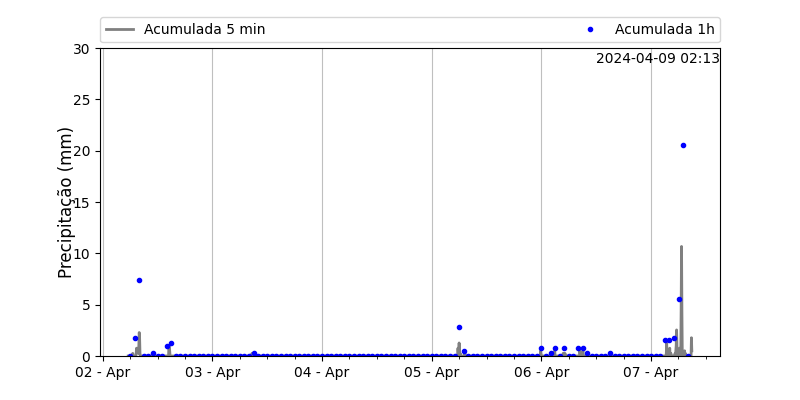 Acumulada 5 min
Acumulada 1h
2024-04-09 02:13
Precipitação (mm)
30
25
20
15
10
5
0
02 - Apr
03 - Apr
04 - Apr
05 - Apr
06 - Apr
07 - Apr